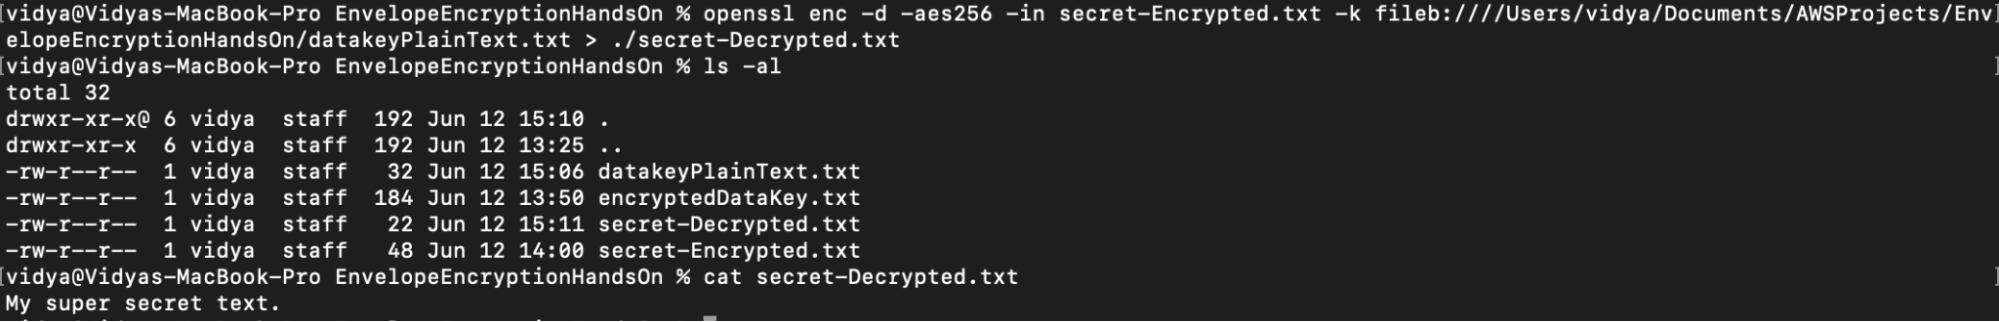 [vidya@Vidyas-MacBook-Pro EnvelopeEncryptionHandsOn % openssl enc -d -aes256 -in secret-Encrypted.txt -k fileb:////Users/vidya/Documents/AWSProjects/Env]
elopeEncryptionHandsOn/datakeyPlainText.txt > ./secret-Decrypted.txt
[vidya@Vidyas-MacBook-Pro EnvelopeEncryptionHandsOn % ls -al ]
total 32
drwxr-xr-x@ 6 vidya  staff  192 Jun 12 15:10 .
drwxr-xr-x  6 vidya  staff  192 Jun 12 13:25 ..
-rw-r--r--  1 vidya  staff   32 Jun 12 15:06 datakeyPlainText.txt
-rw-r--r--  1 vidya  staff  184 Jun 12 13:50 encryptedDataKey.txt
-rw-r--r--  1 vidya  staff   22 Jun 12 15:11 secret-Decrypted.txt
-rw-r--r--  1 vidya  staff   48 Jun 12 14:00 secret-Encrypted.txt
[vidya@Vidyas-MacBook-Pro EnvelopeEncryptionHandsOn % cat secret-Decrypted.txt ]
My super secret text.